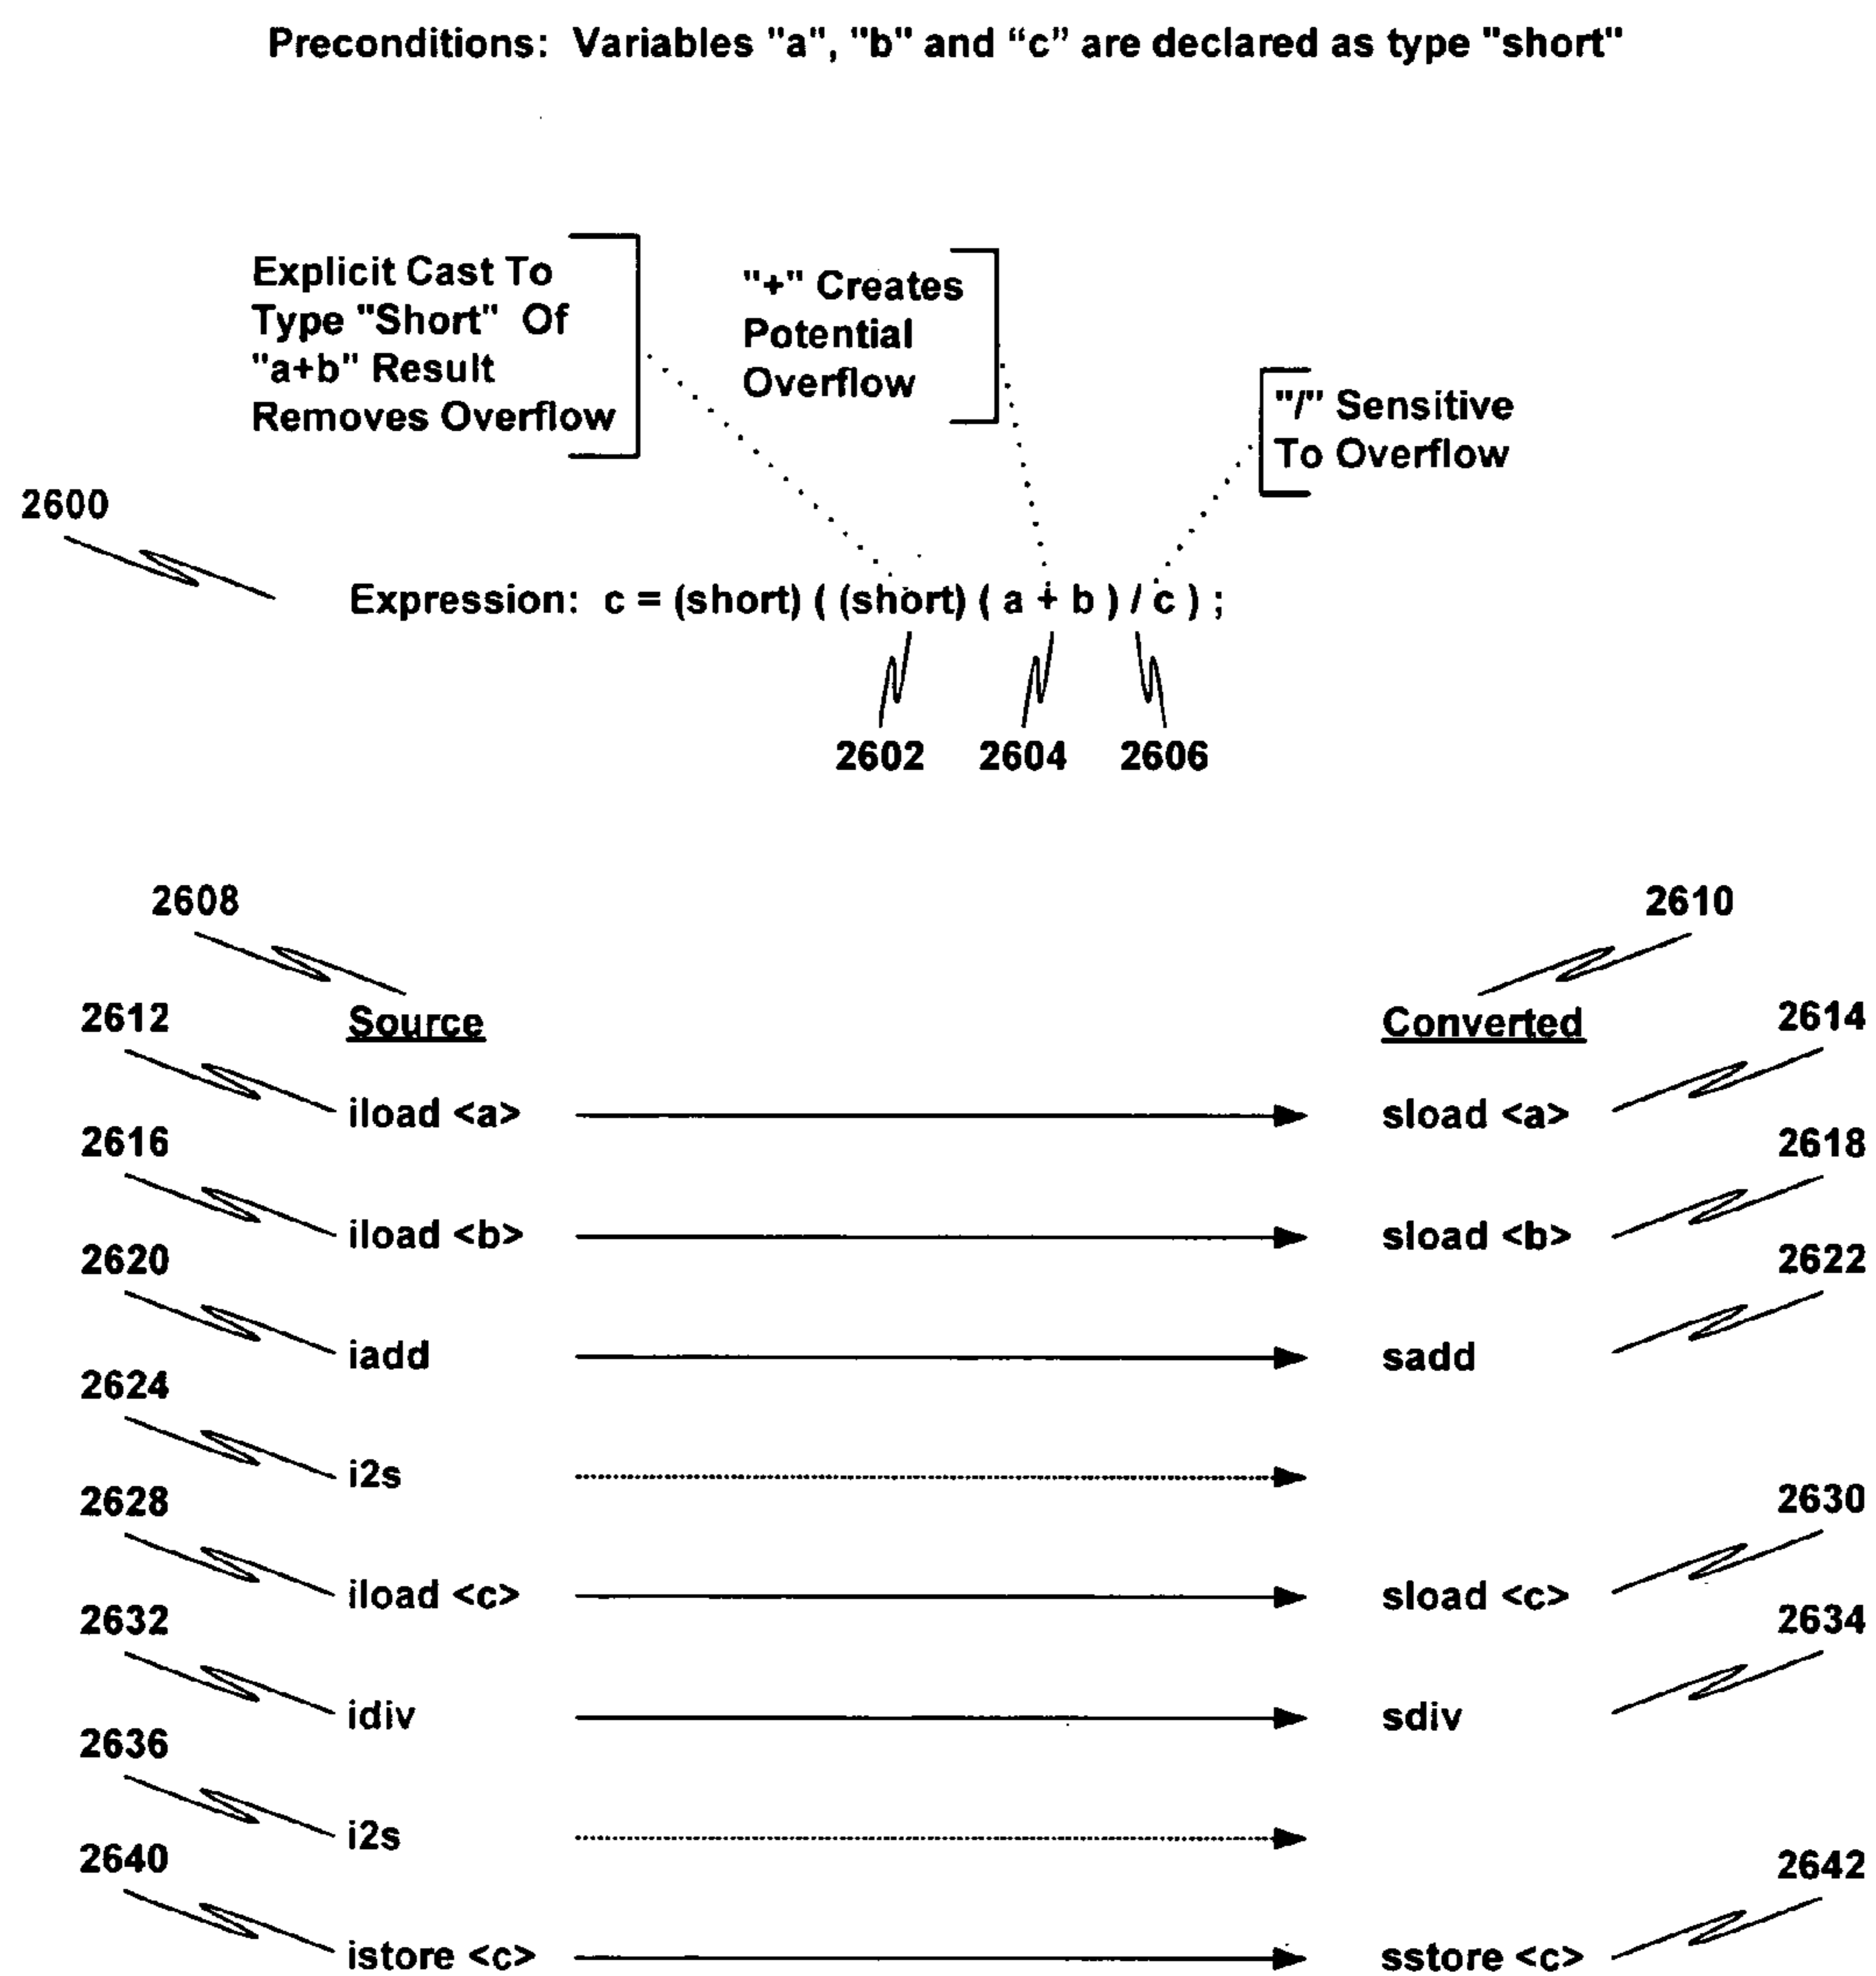 Preconditions: Variables "a", "b" and “c” are declared as type "short"
Explicit Cast To
Type "Short" Of
"a+b" Result
Removes Overflow
"+" Creates
Potential
Overflow
"/" Sensitive
To Overflow
2600
Expression: c = (short) ( (short) ( a + b ) / c ) ;
2602 2604 2606
2608 2610
Source Converted
2612 2614
iload <a> sload <a>
2616 2618
iload <b> sload <b>
2620 2622
iadd sadd
2624
i2s
2628 2630
iload <c> sload <c>
2632 2634
idiv sdiv
2636
i2s
2640 2642
istore <c> sstore <c>